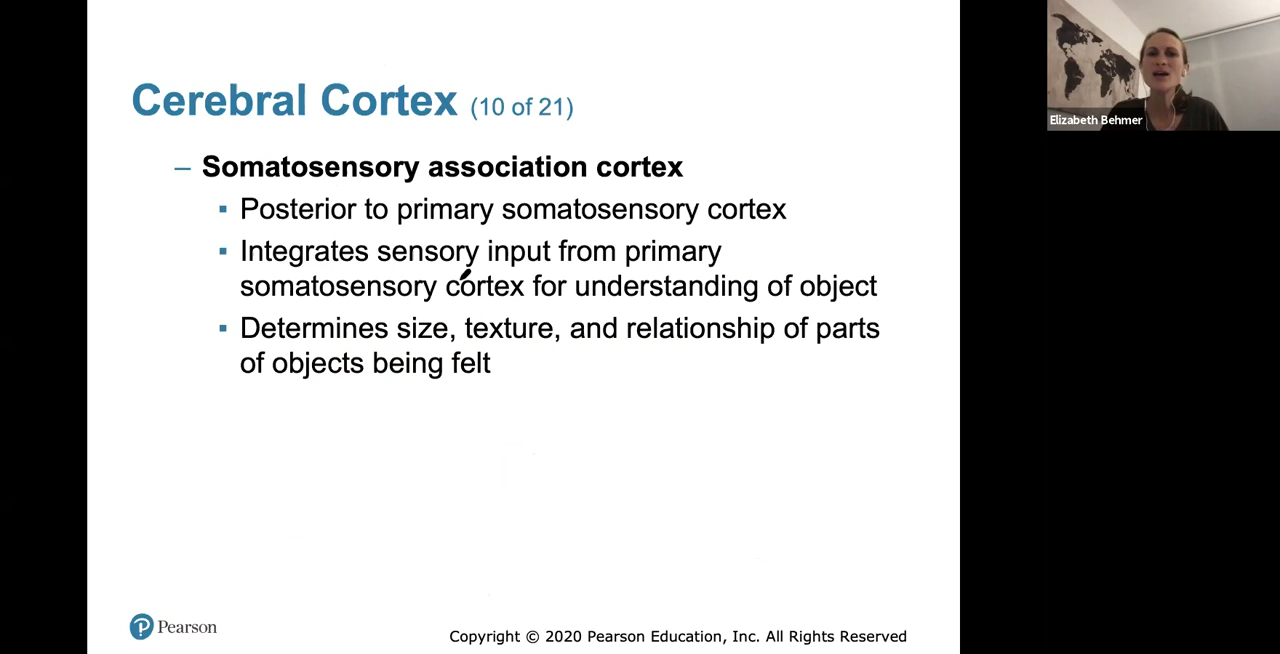 Cerebral Cortex (10 of 21)
– Somatosensory association cortex
▪ Posterior to primary somatosensory cortex
▪ Integrates sensory input from primary
somatosensory cortex for understanding of object
▪ Determines size, texture, and relationship of parts
of objects being felt
Pearson
Copyright © 2020 Pearson Education, Inc. All Rights Reserved
Elizabeth Behmer